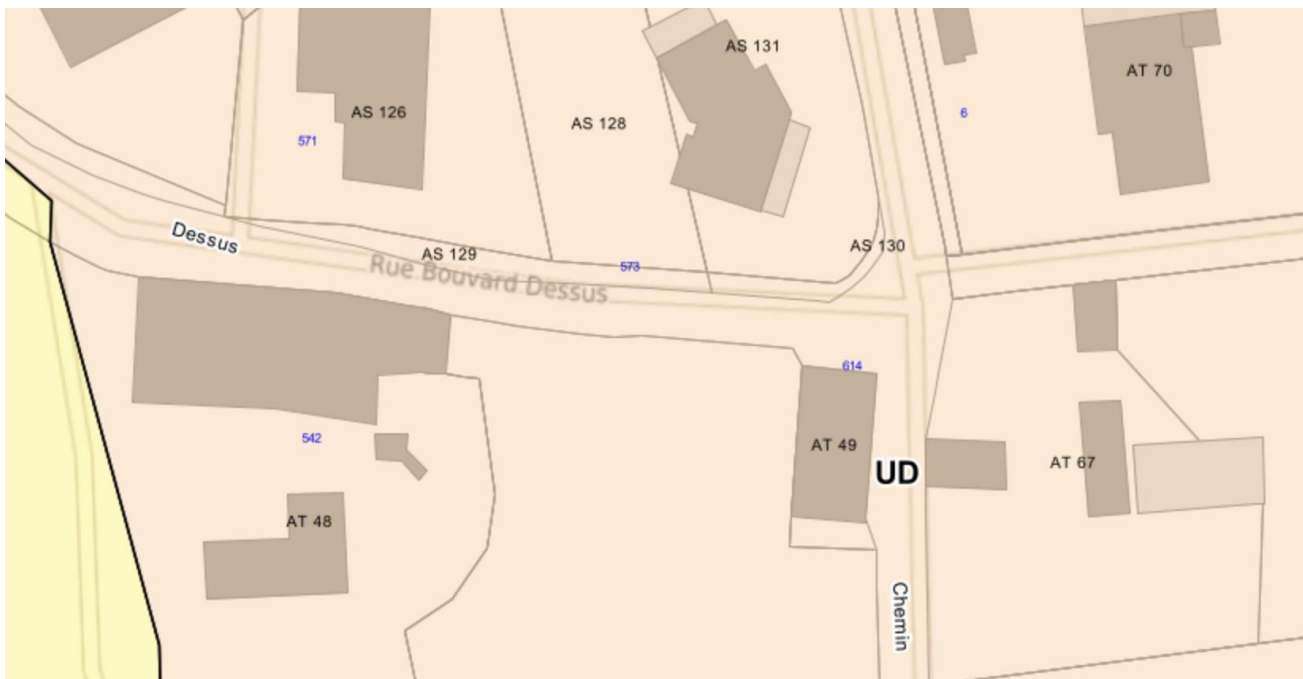 AS 131
AT 70
AS 126
6
AS 128
571
Dessus
AS 130
AS 129
573
Rue Bouvard Dessus
614
542
AT 49
AT 67
UD
AT 48
Chemin